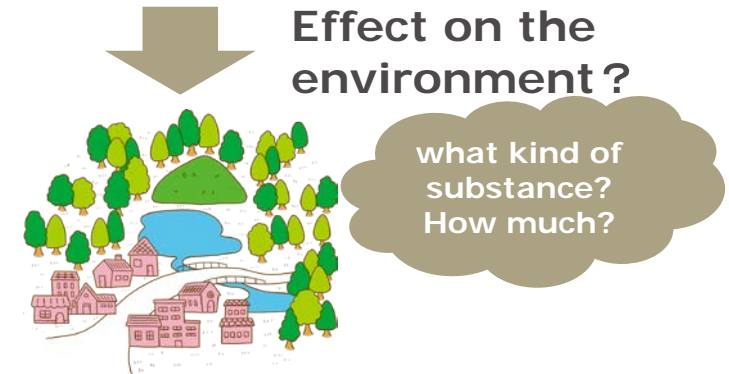 Effect on the
environment？
what kind of
substance?
How much?